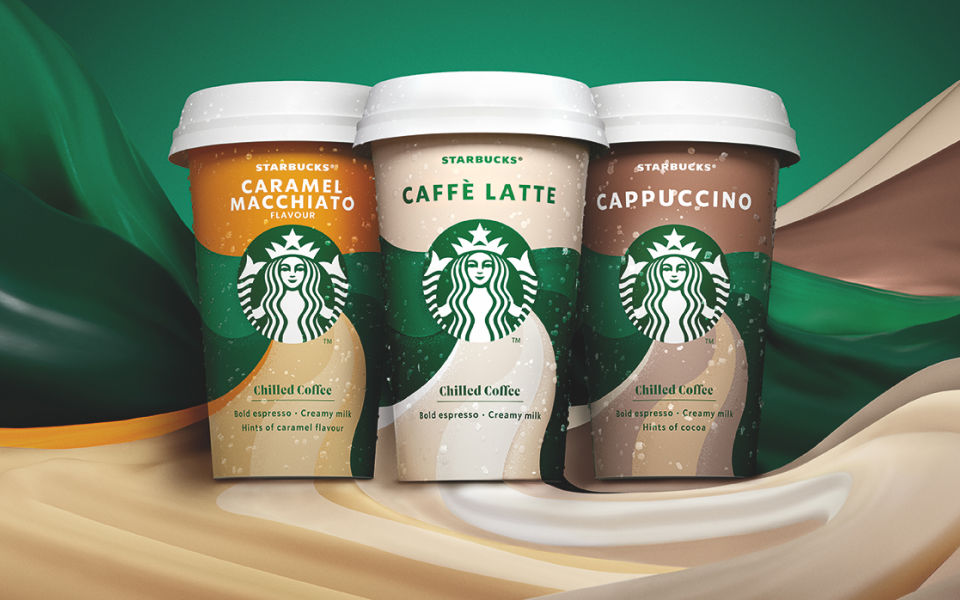 STARBUCKS®
CARAMEL
MACCHIATO
FLAVOUR
TM
Chilled Coffee
Bold espresso · Creamy milk
Hints of caramel flavour
STARBUCKS®
CAFFÈ LATTE
TM
Chilled Coffee
Bold espresso · Creamy milk
STARBUCKS®
CAPPUCCINO
TM
Chilled Coffee
Bold espresso · Creamy milk
Hints of cocoa